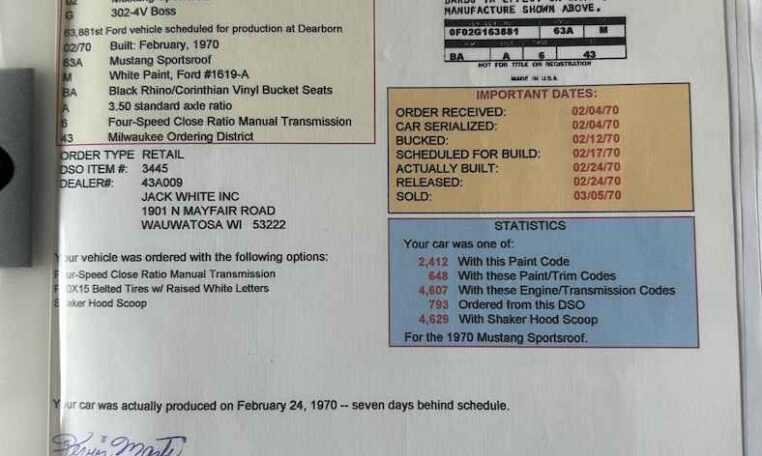 02 Mustang Sportsroof
G 302-4V Boss
63,881st Ford vehicle scheduled for production at Dearborn
02/70 Built: February, 1970
63A Mustang Sportsroof
M White Paint, Ford #1619-A
BA Black Rhino/Corinthian Vinyl Bucket Seats
A 3.50 standard axle ratio
6 Four-Speed Close Ratio Manual Transmission
43 Milwaukee Ordering District
ORDER TYPE RETAIL
DSO ITEM #: 3445
DEALER#: 43A009
JACK WHITE INC
1901 N MAYFAIR ROAD
WAUWATOSA WI 53222
Your vehicle was ordered with the following options:
Four-Speed Close Ratio Manual Transmission
F60X15 Belted Tires w/ Raised White Letters
Shaker Hood Scoop
MANUFACTURE SHOWN ABOVE.
0F02G163881 63A M
BA A 6 43
NOT FOR TITLE OR REGISTRATION
MADE IN U.S.A.
IMPORTANT DATES:
ORDER RECEIVED: 02/04/70
CAR SERIALIZED: 02/04/70
BUCKED: 02/12/70
SCHEDULED FOR BUILD: 02/17/70
ACTUALLY BUILT: 02/24/70
RELEASED: 02/24/70
SOLD: 03/05/70
STATISTICS
Your car was one of:
2,412 With this Paint Code
648 With these Paint/Trim Codes
4,607 With these Engine/Transmission Codes
793 Ordered from this DSO
4,629 With Shaker Hood Scoop
For the 1970 Mustang Sportsroof.
Your car was actually produced on February 24, 1970 -- seven days behind schedule.